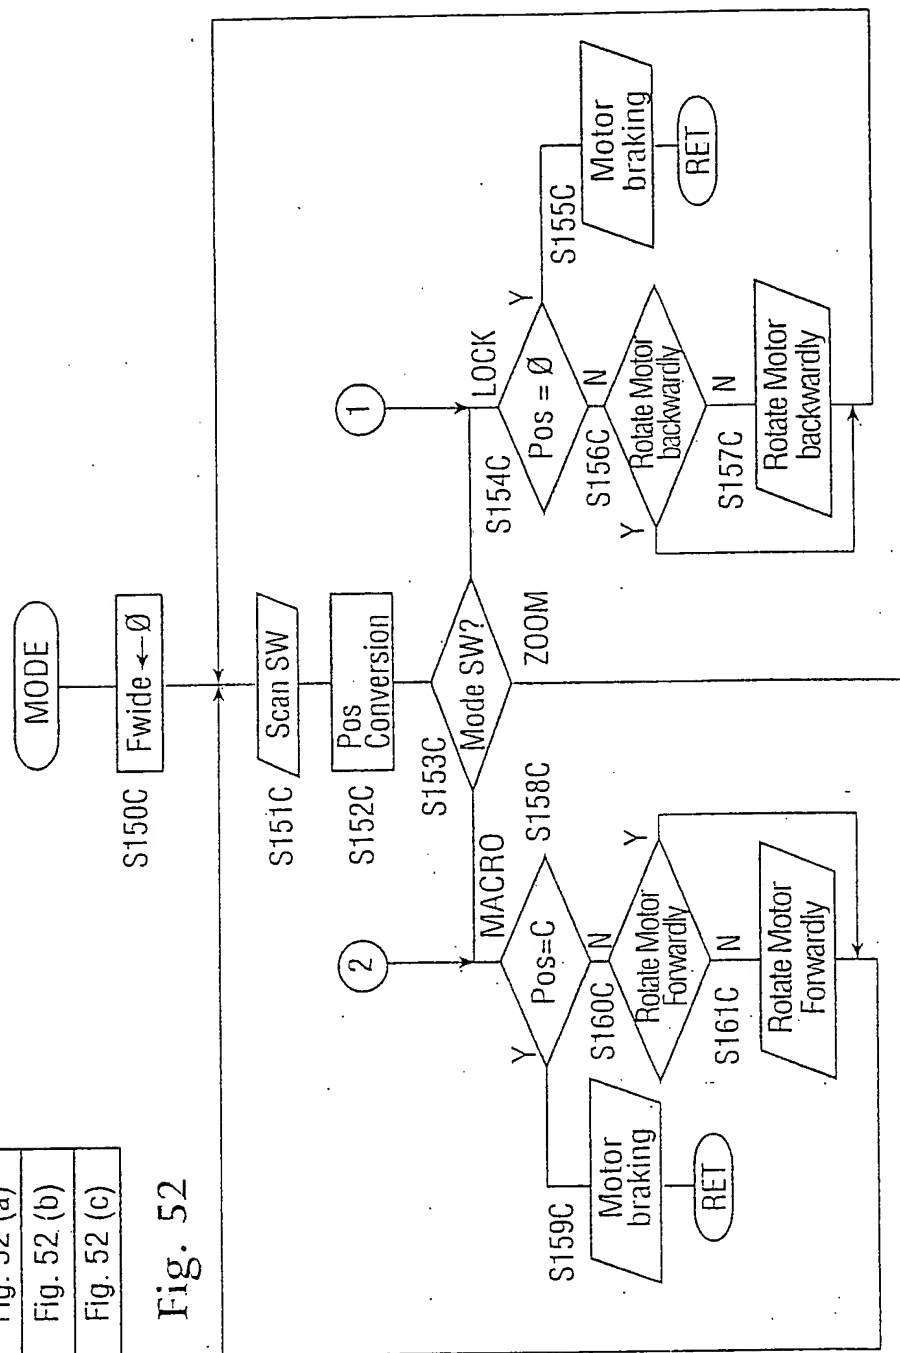 MODE
S150C
Fwide ← Ø
S151C
Scan SW
S152C
Pos
Conversion
S153C
Mode SW?
MACRO
LOCK
ZOOM
1
S154C
Pos = Ø
Y
N
S155C
Motor
braking
RET
S156C
Rotate Motor
backwardly
Y
N
S157C
Rotate Motor
backwardly
2
S158C
Pos=C
Y
N
S159C
Motor
braking
RET
S160C
Rotate Motor
Forwardly
Y
N
S161C
Rotate Motor
Forwardly
Fig. 52 (a)
Fig. 52 (b)
Fig. 52 (c)
Fig. 52